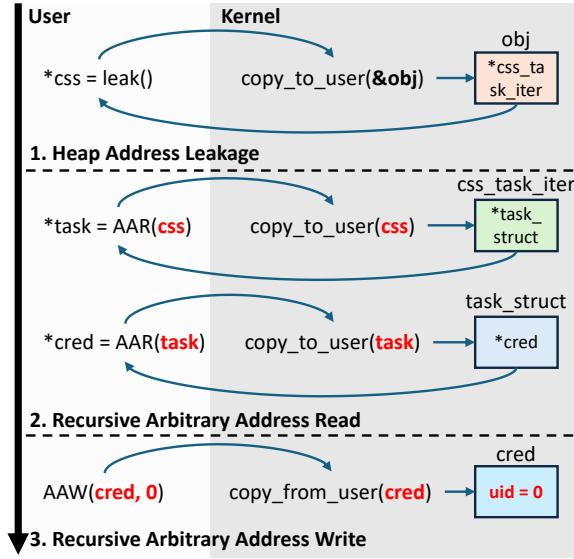 User
Kernel
obj
*css = leak()
copy_to_user(&obj)
*css_ta
sk_iter
1. Heap Address Leakage
css_task_iter
*task = AAR(css)
copy_to_user(css)
*task_
struct
task_struct
*cred = AAR(task)
copy_to_user(task)
*cred
2. Recursive Arbitrary Address Read
cred
AAW(cred, 0)
copy_from_user(cred)
uid = 0
3. Recursive Arbitrary Address Write